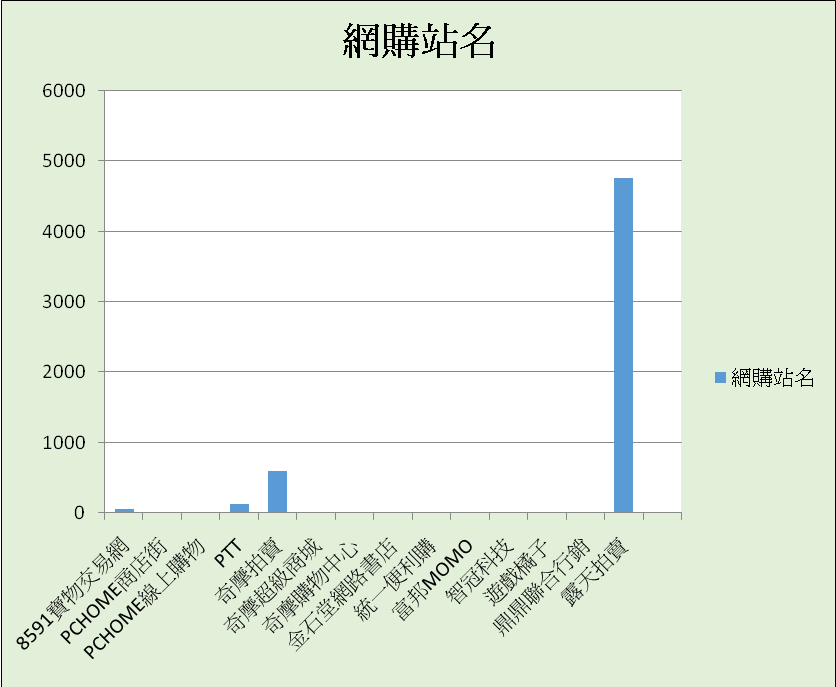 網購站名
6000
5000
4000
3000
2000
1000
0
8591寶物交易網
PCHOME商店街
PCHOME線上購物
PTT
奇摩拍賣
奇摩超級商城
奇摩購物中心
金石堂網路書店
統一便利購
富邦MOMO
智冠科技
遊戲橘子
鼎鼎聯合行銷
露天拍賣
網購站名